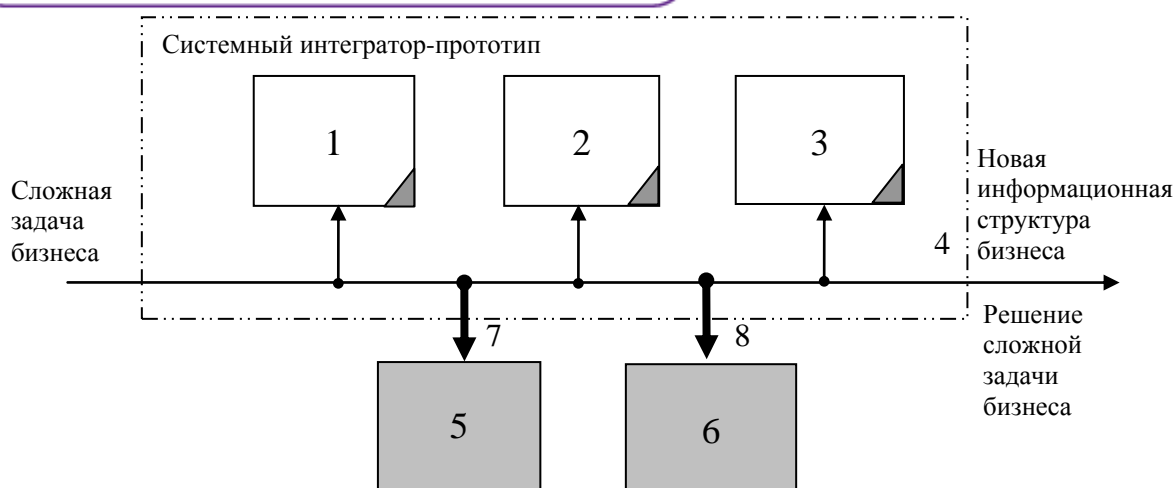 Системный интегратор-прототип
1
2
3
Сложная
задача
бизнеса
Новая
информационная
структура
бизнеса
4
Решение
сложной
задачи
бизнеса
7
8
5
6